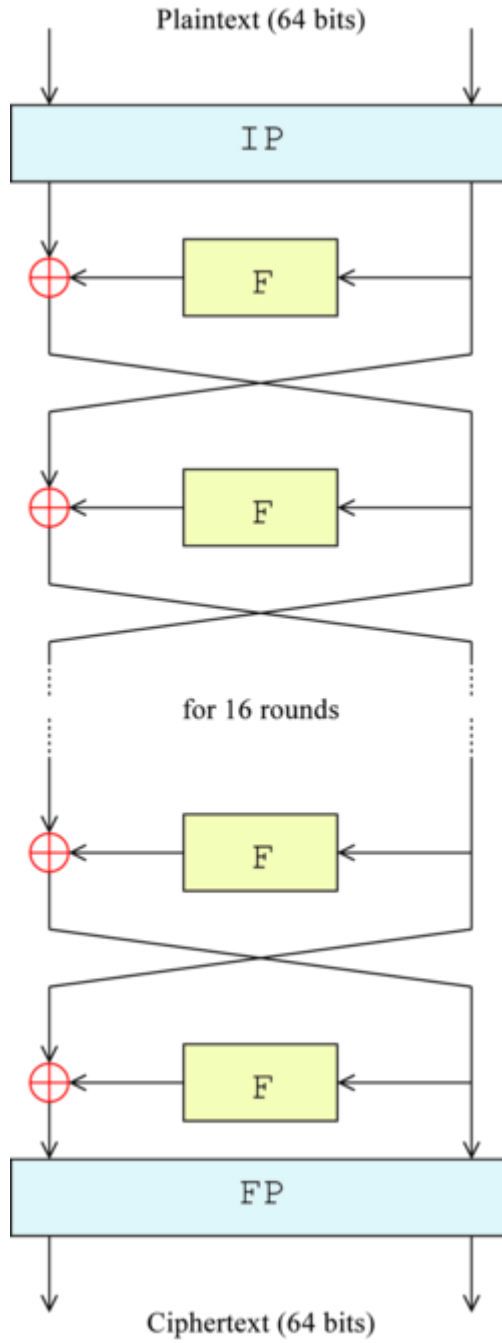 Plaintext (64 bits)
IP
F
F
for 16 rounds
F
F
FP
Ciphertext (64 bits)